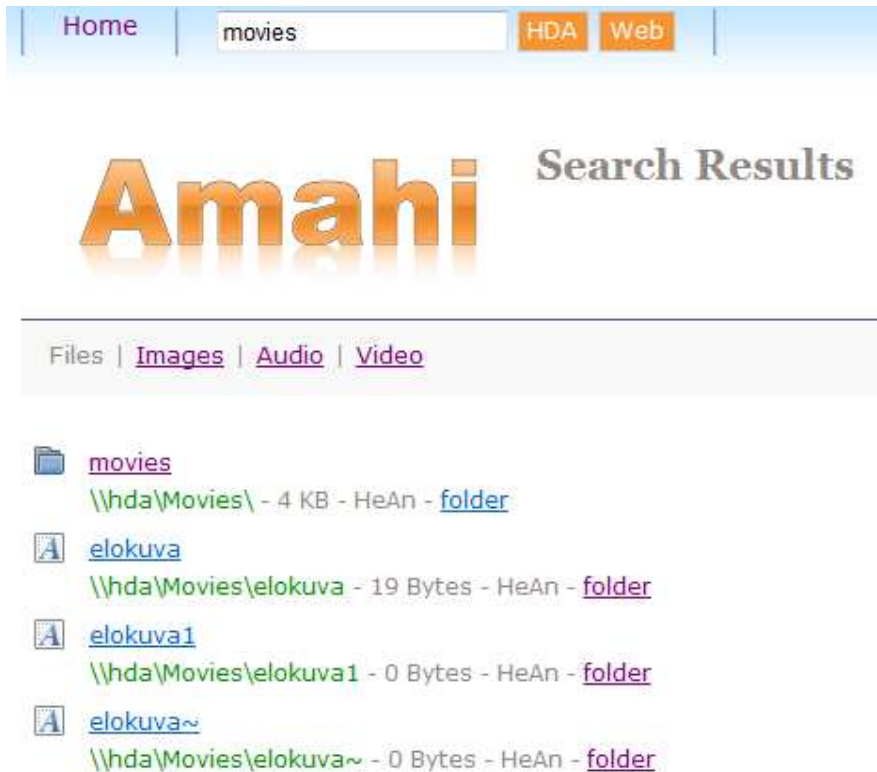 Home movies HDA Web
Amahi Search Results
Files | Images | Audio | Video
movies
\\hda\Movies\ - 4 KB - HeAn - folder
A elokuva
\\hda\Movies\elokuva - 19 Bytes - HeAn - folder
A elokuva1
\\hda\Movies\elokuva1 - 0 Bytes - HeAn - folder
A elokuva~
\\hda\Movies\elokuva~ - 0 Bytes - HeAn - folder